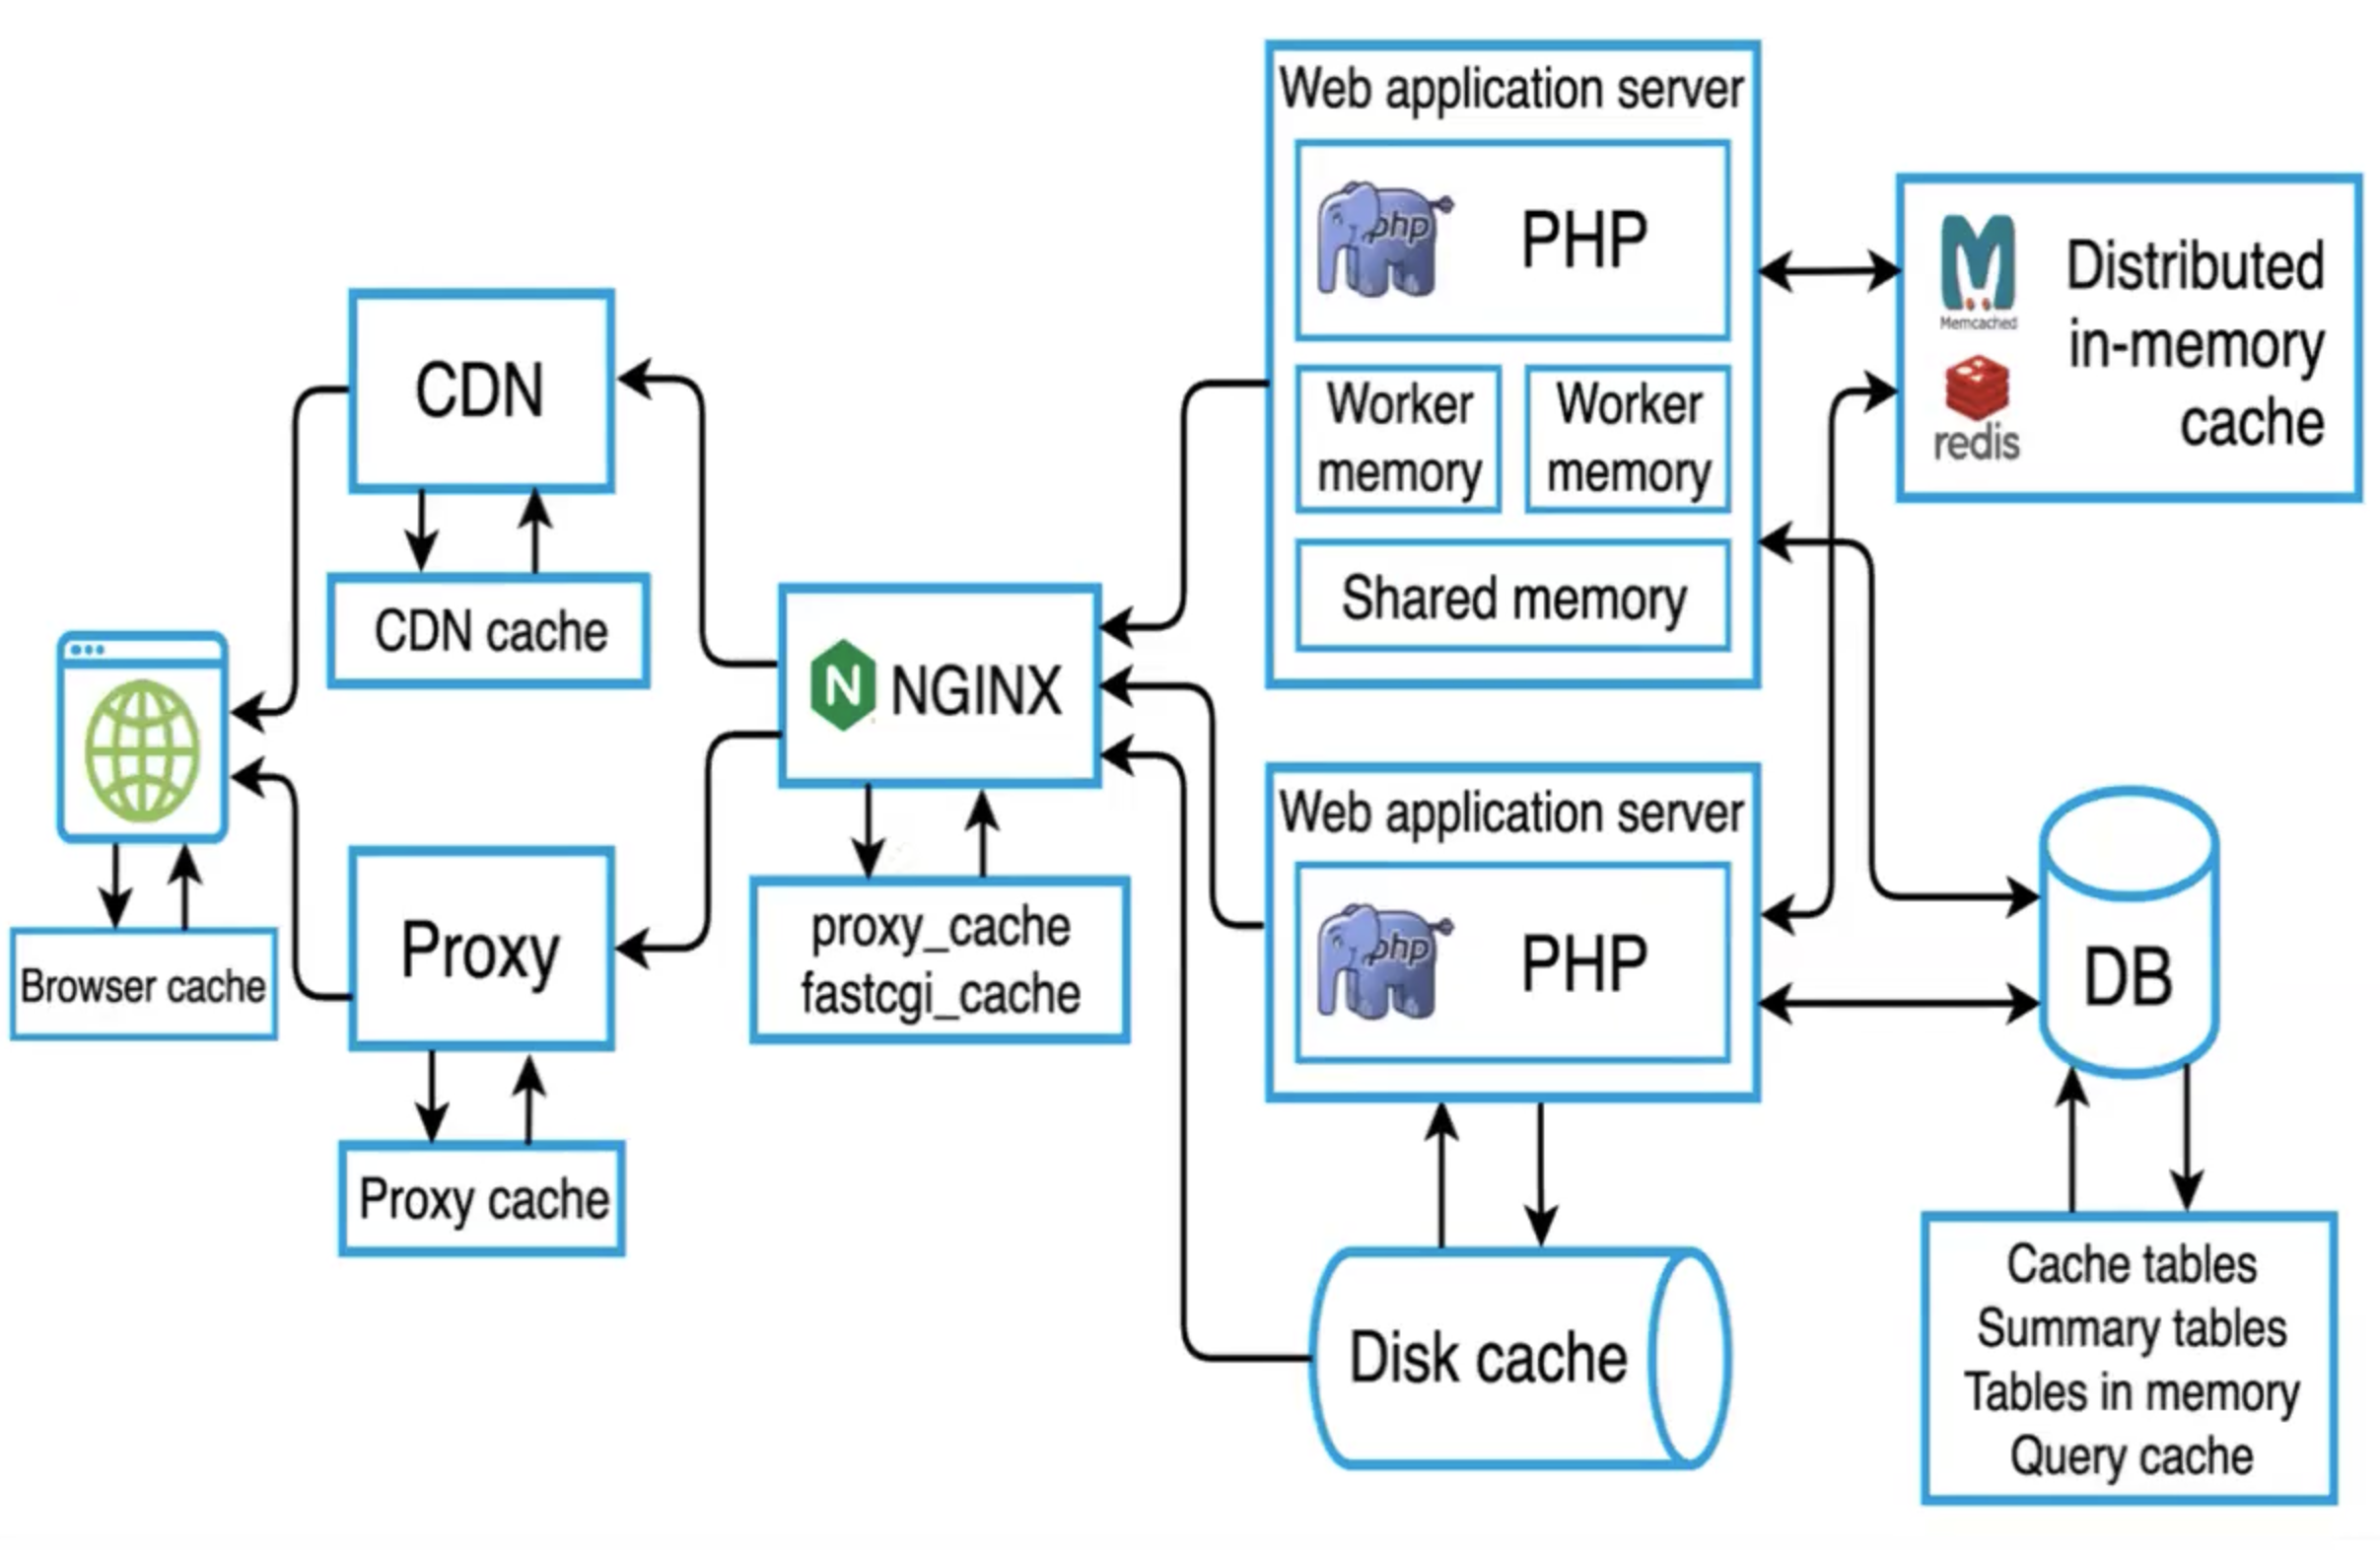 Web application server
php
PHP
Worker
memory
Worker
memory
Shared memory
Memcached
redis
Distributed
in-memory
cache
CDN
CDN cache
N
NGINX
proxy_cache
fastcgi_cache
Browser cache
Proxy
Proxy cache
Web application server
php
PHP
Disk cache
DB
Cache tables
Summary tables
Tables in memory
Query cache